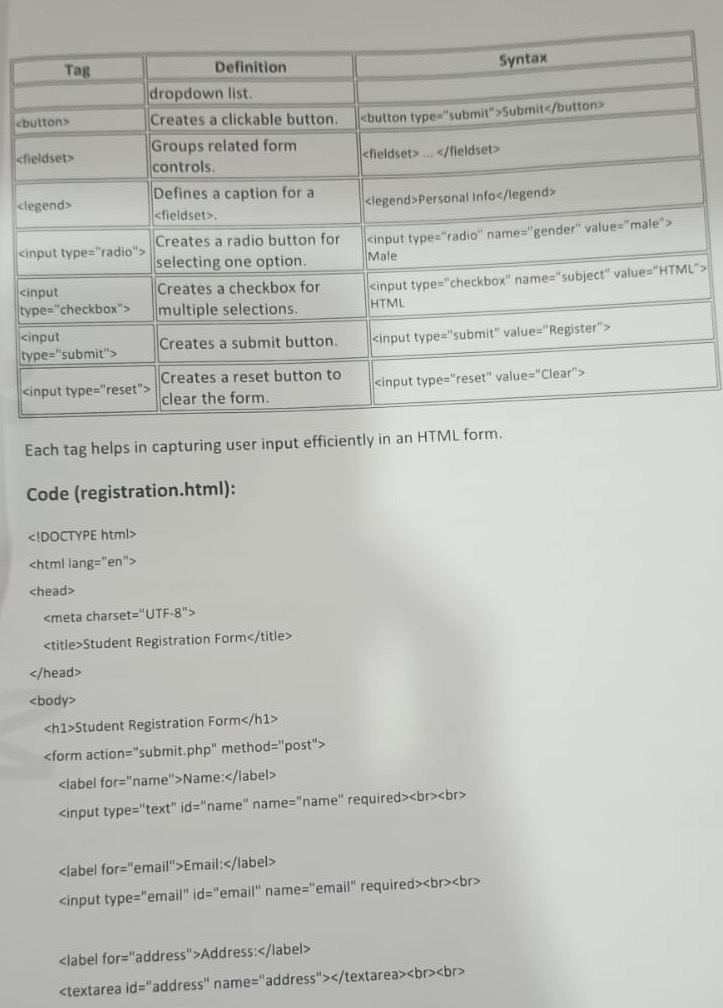 Tag Definition Syntax
dropdown list.
<button> Creates a clickable button. <button type="submit">Submit</button>
<fieldset> Groups related form controls. <fieldset> ... </fieldset>
<legend> Defines a caption for a <fieldset>. <legend>Personal Info</legend>
<input type="radio"> Creates a radio button for selecting one option. <input type="radio" name="gender" value="male"> Male
<input type="checkbox"> Creates a checkbox for multiple selections. <input type="checkbox" name="subject" value="HTML"> HTML
<input type="submit"> Creates a submit button. <input type="submit" value="Register">
<input type="reset"> Creates a reset button to clear the form. <input type="reset" value="Clear">
Each tag helps in capturing user input efficiently in an HTML form.
Code (registration.html):
<!DOCTYPE html>
<html lang="en">
<head>
<meta charset="UTF-8">
<title>Student Registration Form</title>
</head>
<body>
<h1>Student Registration Form</h1>
<form action="submit.php" method="post">
<label for="name">Name:</label>
<input type="text" id="name" name="name" required><br><br>
<label for="email">Email:</label>
<input type="email" id="email" name="email" required><br><br>
<label for="address">Address:</label>
<textarea id="address" name="address"></textarea><br><br>